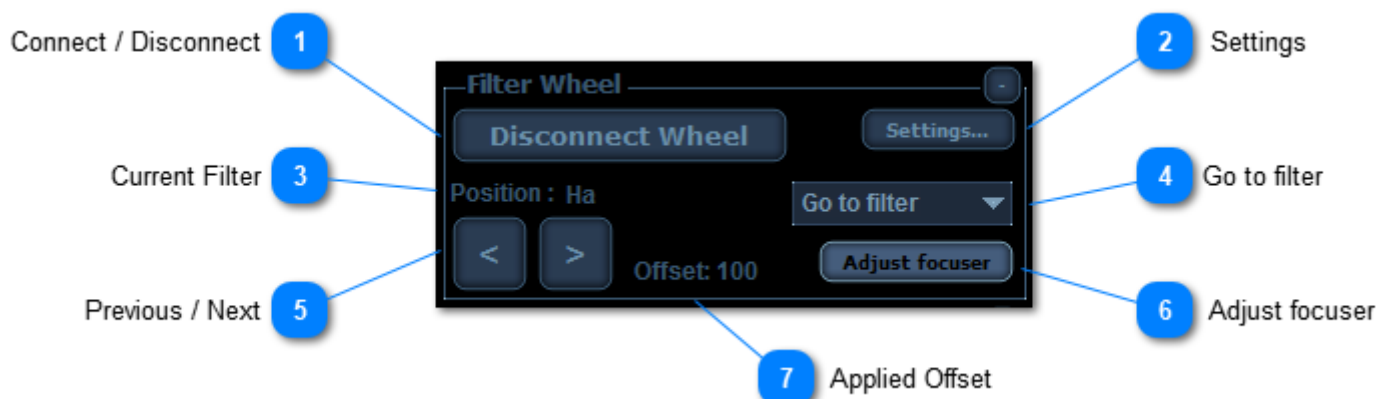 Connect / Disconnect 1
2 Settings
Filter Wheel -
Disconnect Wheel Settings...
Current Filter 3
Position : Ha
Go to filter
4 Go to filter
< >
Offset: 100
Adjust focuser
Previous / Next 5
6 Adjust focuser
7 Applied Offset